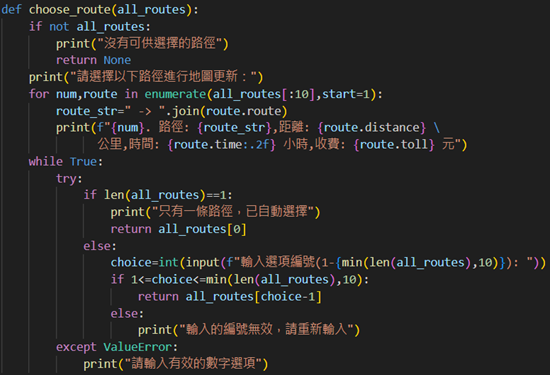 def choose_route(all_routes):
    if not all_routes:
        print("沒有可供選擇的路徑")
        return None
    print("請選擇以下路徑進行地圖更新：")
    for num,route in enumerate(all_routes[:10],start=1):
        route_str=" -> ".join(route.route)
        print(f"{num}. 路徑: {route_str},距離: {route.distance} \
            公里,時間: {route.time:.2f} 小時,收費: {route.toll} 元")
    while True:
        try:
            if len(all_routes)==1:
                print("只有一條路徑，已自動選擇")
                return all_routes[0]
            else:
                choice=int(input(f"輸入選項編號(1-{min(len(all_routes),10)}): "))
                if 1<=choice<=min(len(all_routes),10):
                    return all_routes[choice-1]
                else:
                    print("輸入的編號無效，請重新輸入")
        except ValueError:
            print("請輸入有效的數字選項")